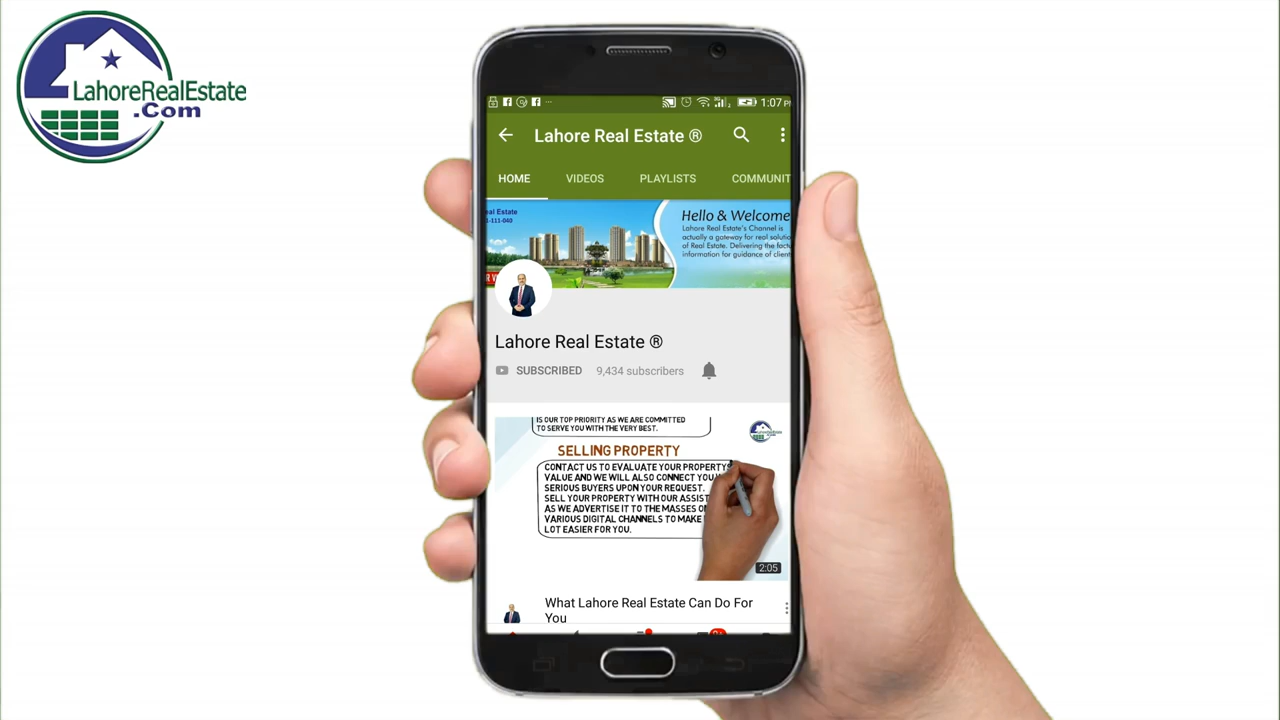 LahoreRealEstate
.Com
1:07
Lahore Real Estate ®
HOME VIDEOS PLAYLISTS COMMUNIT
eal Estate
-111-040
Hello & Welcome
Lahore Real Estate's Channel is
actually a gateway for real solutio
of Real Estate. Delivering the factu
information for guidance of client
Lahore Real Estate ®
SUBSCRIBED 9,434 subscribers
IS OUR TOP PRIORITY AS WE ARE COMMITTED
TO SERVE YOU WITH THE VERY BEST.
SELLING PROPERTY
CONTACT US TO EVALUATE YOUR PROPERTY
VALUE AND WE WILL ALSO CONNECT YOU
SERIOUS BUYERS UPON YOUR REQUEST.
SELL YOUR PROPERTY WITH OUR ASSIST
AS WE ADVERTISE IT TO THE MASSES O
VARIOUS DIGITAL CHANNELS TO MAKE
LOT EASIER FOR YOU.
2:05
What Lahore Real Estate Can Do For
You